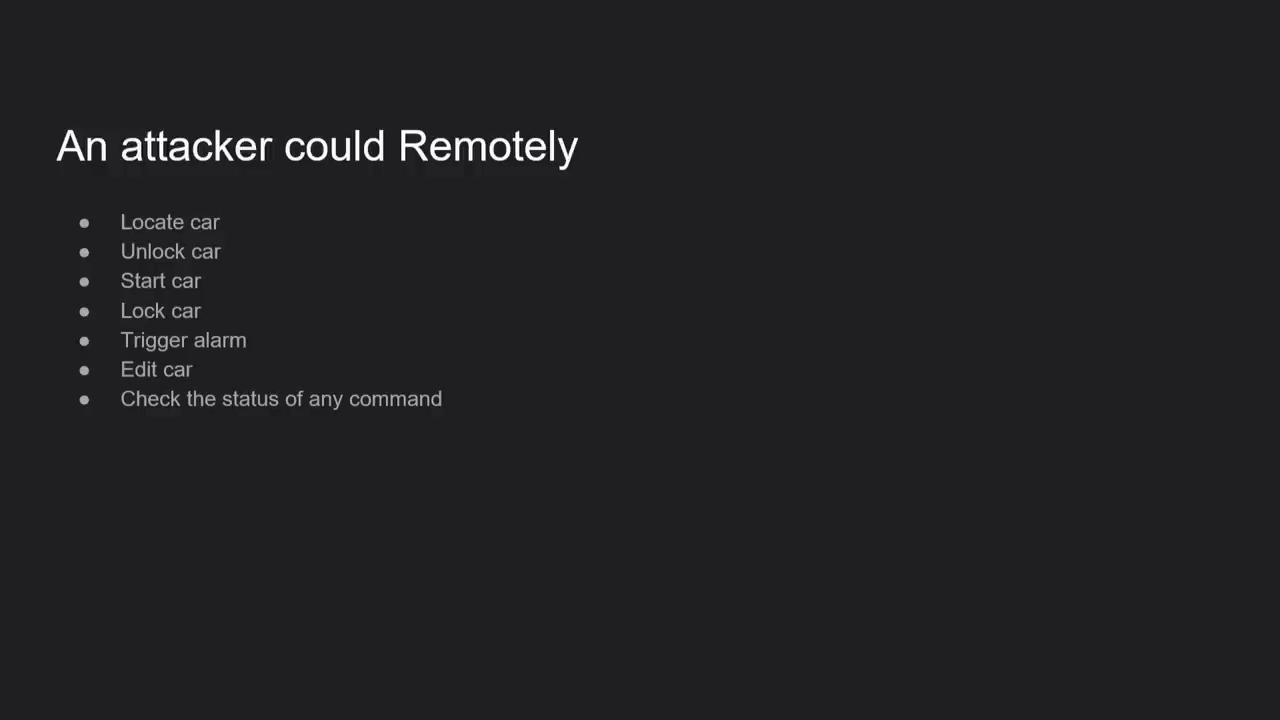 An attacker could Remotely
● Locate car
● Unlock car
● Start car
● Lock car
● Trigger alarm
● Edit car
● Check the status of any command